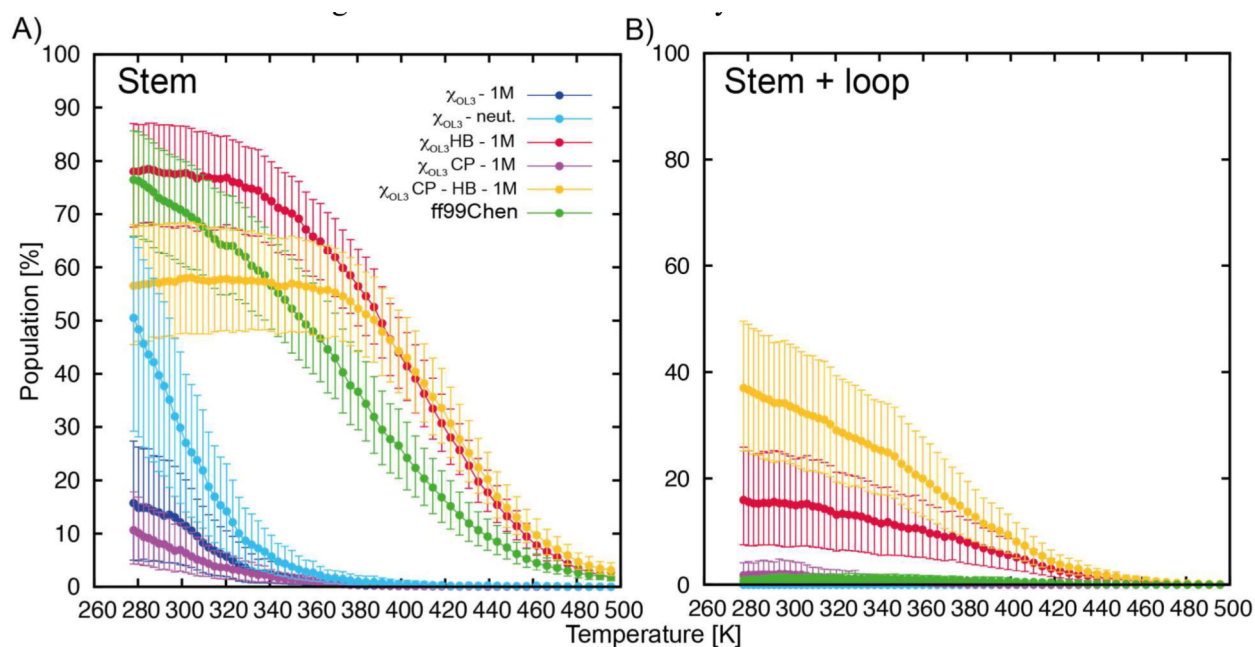 A)
B)
Stem
Stem + loop
χOL3 - 1M
χOL3 - neut.
χOL3HB - 1M
χOL3 CP - 1M
χOL3 CP - HB - 1M
ff99Chen
Population [%]
100
90
80
70
60
50
40
30
20
10
0
260 280 300 320 340 360 380 400 420 440 460 480 500
100
80
60
40
20
0
260 280 300 320 340 360 380 400 420 440 460 480 500
Temperature [K]